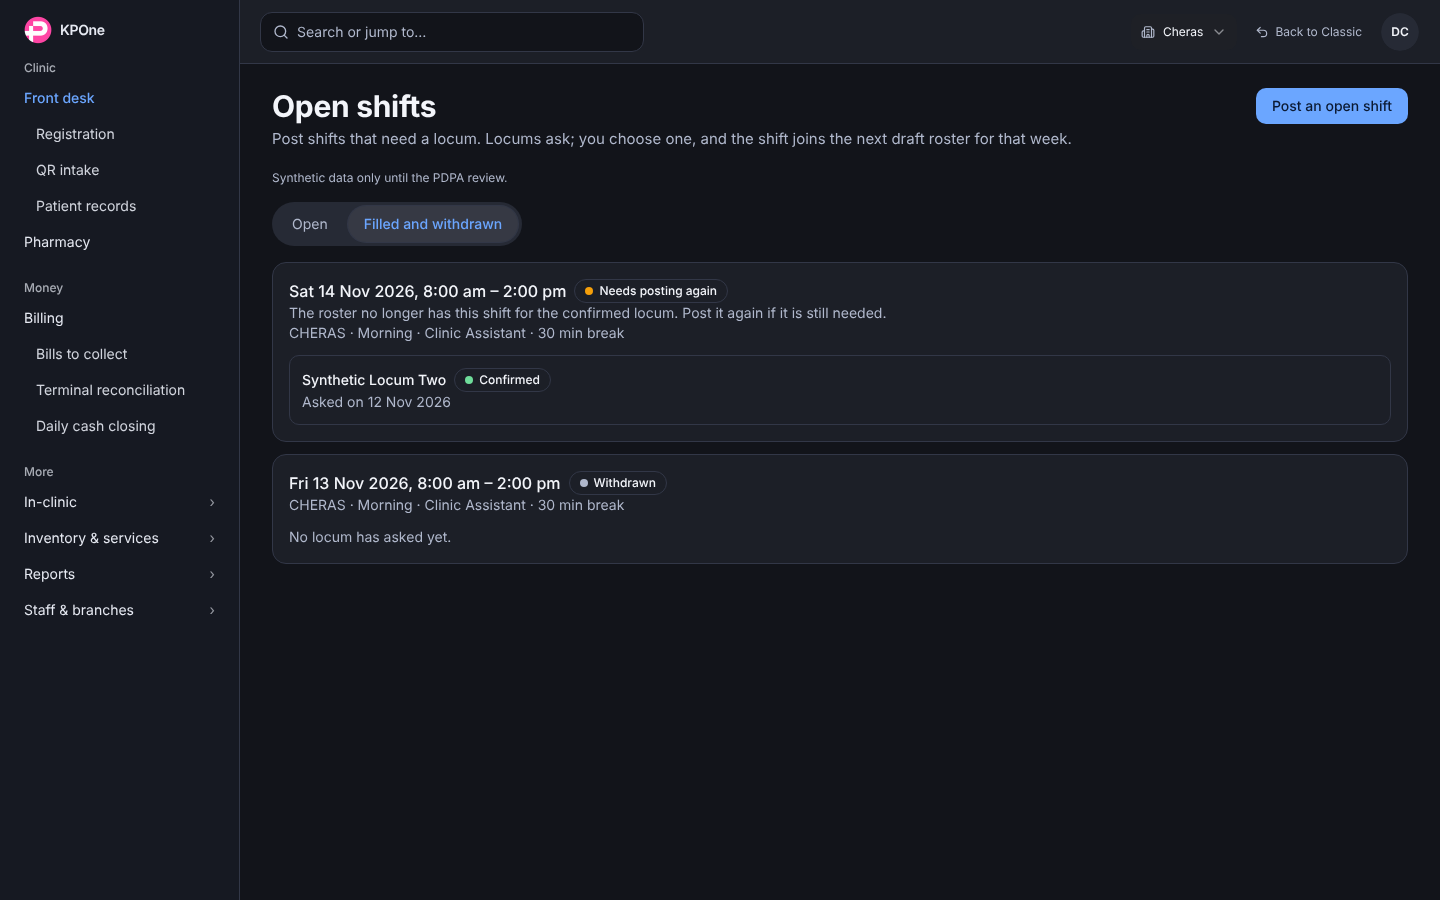 KPOne
Clinic
Front desk
Registration
QR intake
Patient records
Pharmacy
Money
Billing
Bills to collect
Terminal reconciliation
Daily cash closing
More
In-clinic
Inventory & services
Reports
Staff & branches
Search or jump to...
Cheras
Back to Classic
DC
Open shifts
Post an open shift
Post shifts that need a locum. Locums ask; you choose one, and the shift joins the next draft roster for that week.
Synthetic data only until the PDPA review.
Open
Filled and withdrawn
Sat 14 Nov 2026, 8:00 am – 2:00 pm
Needs posting again
The roster no longer has this shift for the confirmed locum. Post it again if it is still needed.
CHERAS · Morning · Clinic Assistant · 30 min break
Synthetic Locum Two
Confirmed
Asked on 12 Nov 2026
Fri 13 Nov 2026, 8:00 am – 2:00 pm
Withdrawn
CHERAS · Morning · Clinic Assistant · 30 min break
No locum has asked yet.